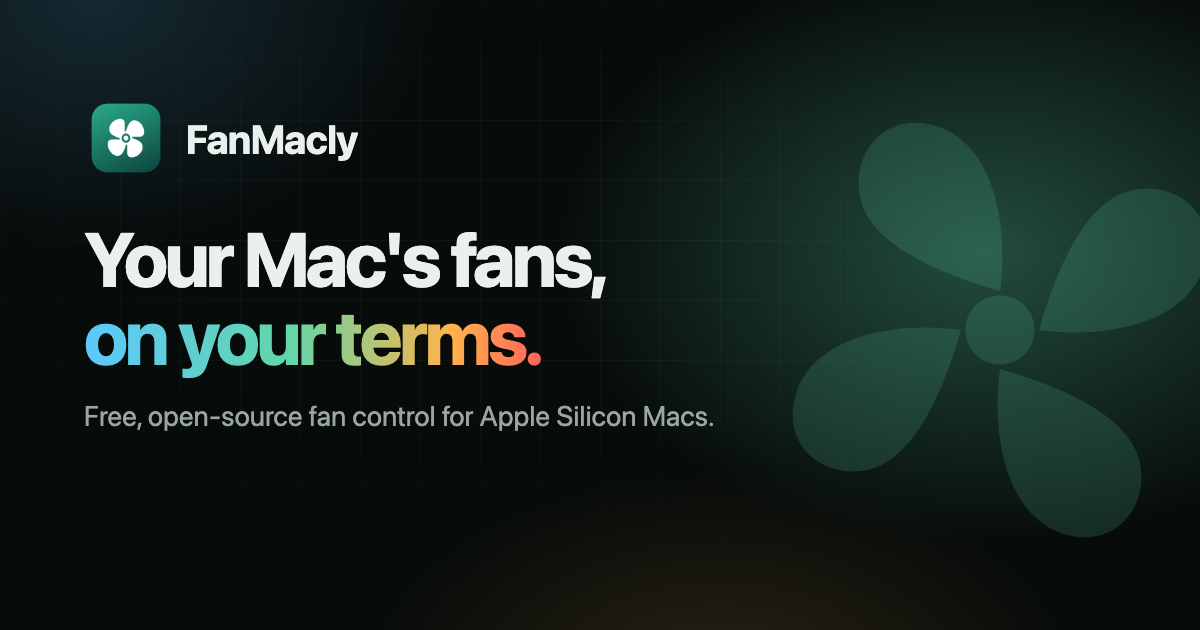 FanMacly
Your Mac's fans,
on your terms.
Free, open-source fan control for Apple Silicon Macs.